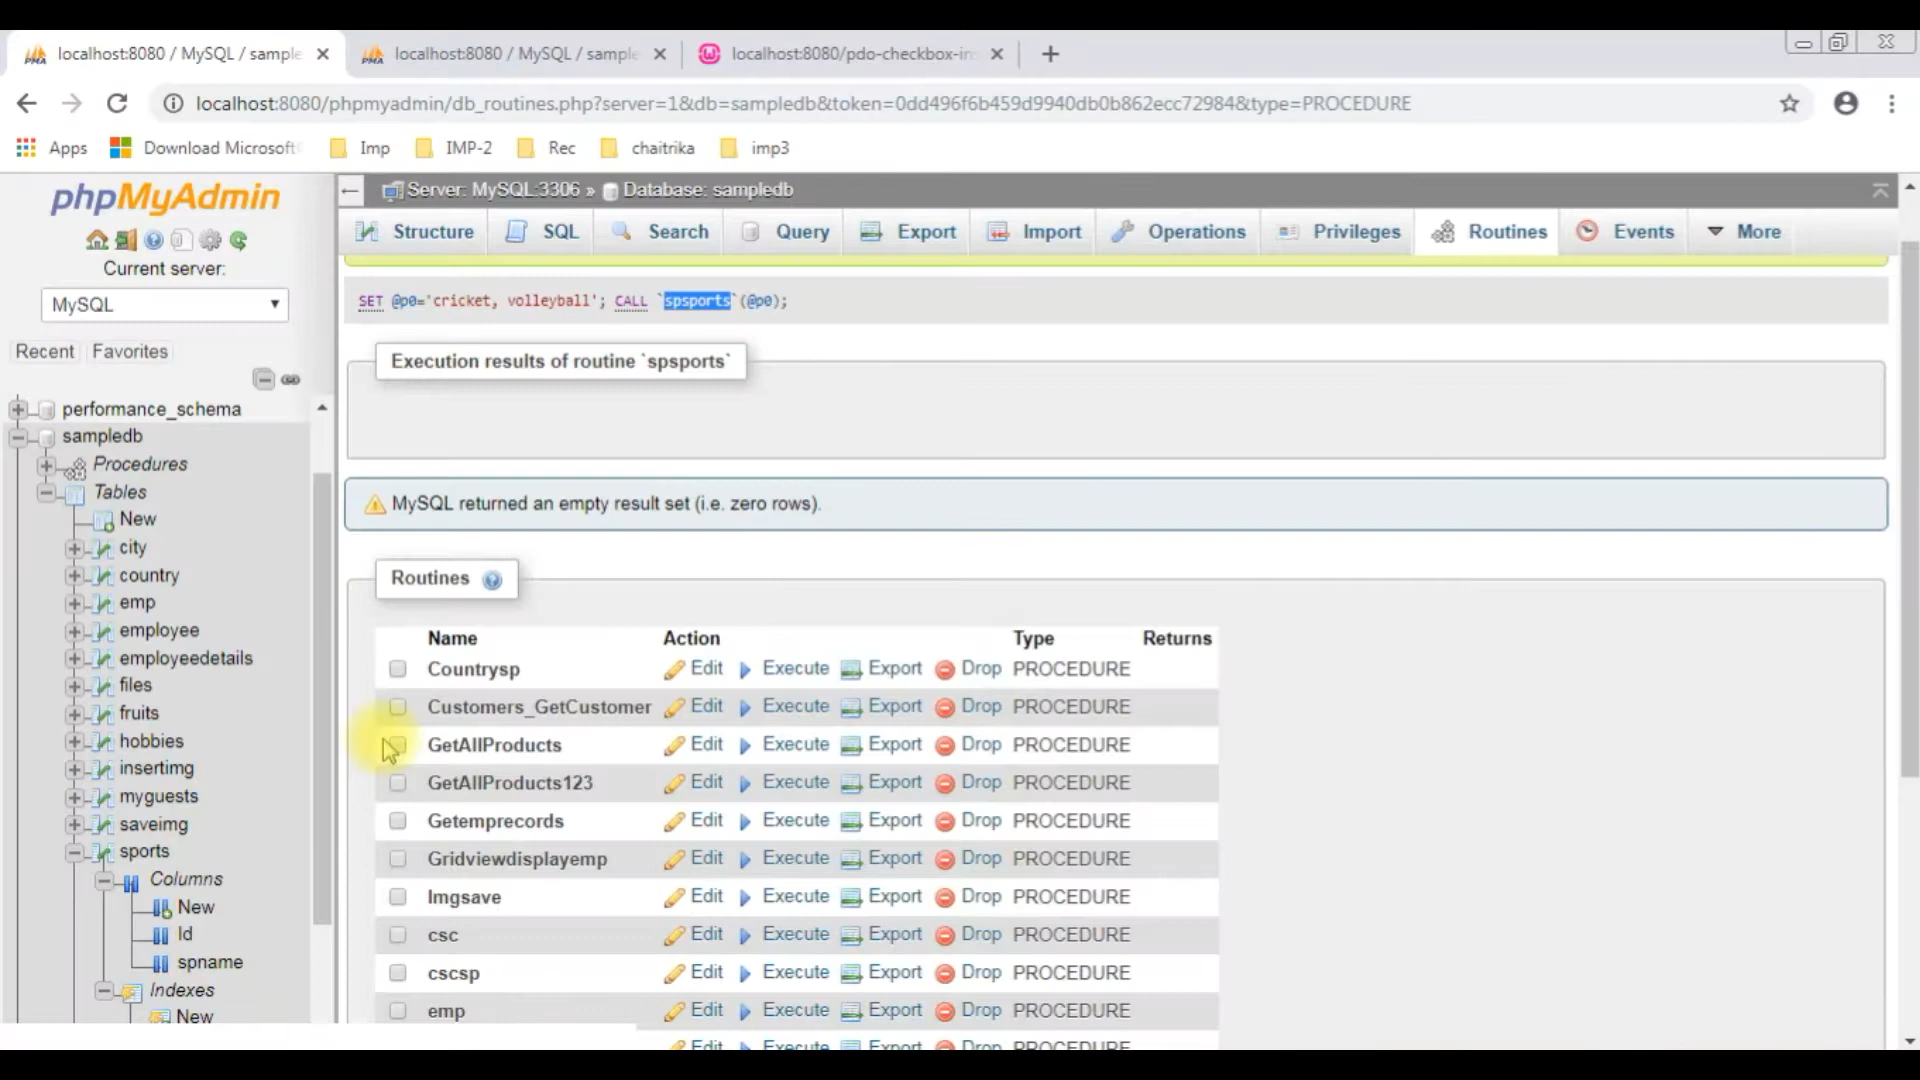 localhost:8080 / MySQL / sample
localhost:8080 / MySQL / sample
localhost:8080/pdo-checkbox-in
localhost:8080/phpmyadmin/db_routines.php?server=1&db=sampledb&token=0dd496f6b459d9940db0b862ecc72984&type=PROCEDURE
Apps Download Microsoft Imp IMP-2 Rec chaitrika imp3
phpMyAdmin
Current server:
MySQL
Recent Favorites
performance_schema
sampledb
Procedures
Tables
New
city
country
emp
employee
employeedetails
files
fruits
hobbies
insertimg
myguests
saveimg
sports
Columns
New
Id
spname
Indexes
New
Server: MySQL:3306 » Database: sampledb
Structure SQL Search Query Export Import Operations Privileges Routines Events More
SET @p0='cricket, volleyball'; CALL `spsports`(@p0);
Execution results of routine `spsports`
MySQL returned an empty result set (i.e. zero rows).
Routines
Name Action Type Returns
Countrysp Edit Execute Export Drop PROCEDURE
Customers_GetCustomer Edit Execute Export Drop PROCEDURE
GetAllProducts Edit Execute Export Drop PROCEDURE
GetAllProducts123 Edit Execute Export Drop PROCEDURE
Getemprecords Edit Execute Export Drop PROCEDURE
Gridviewdisplayemp Edit Execute Export Drop PROCEDURE
Imgsave Edit Execute Export Drop PROCEDURE
csc Edit Execute Export Drop PROCEDURE
cscsp Edit Execute Export Drop PROCEDURE
emp Edit Execute Export Drop PROCEDURE
Edit Execute Export Drop PROCEDURE